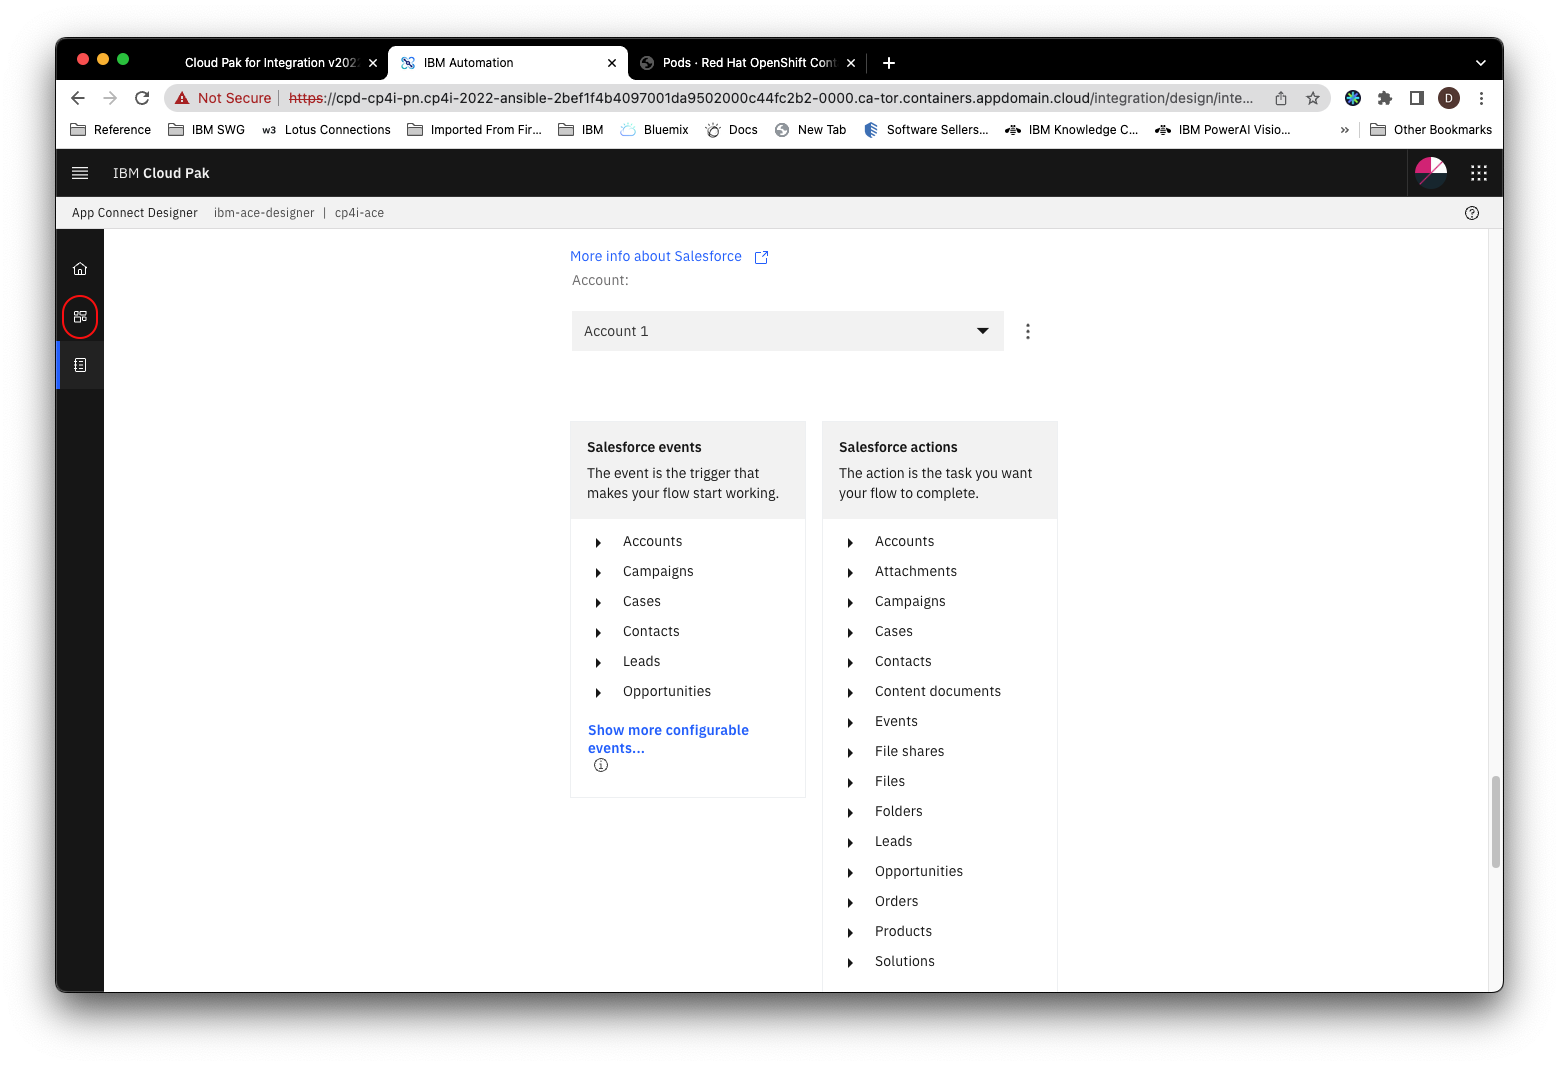 Cloud Pak for Integration v202
IBM Automation
Pods · Red Hat OpenShift Cont
Not Secure
https://cpd-cp4i-pn.cp4i-2022-ansible-2bef1f4b4097001da9502000c44fc2b2-0000.ca-tor.containers.appdomain.cloud/integration/design/inte...
D
Reference
IBM SWG
w3 Lotus Connections
Imported From Fir...
IBM
Bluemix
Docs
New Tab
Software Sellers...
IBM Knowledge C...
IBM PowerAI Visio...
»
Other Bookmarks
IBM Cloud Pak
App Connect Designer ibm-ace-designer | cp4i-ace
More info about Salesforce
Account:
Account 1
Salesforce events
The event is the trigger that
makes your flow start working.
Accounts
Campaigns
Cases
Contacts
Leads
Opportunities
Show more configurable
events...
Salesforce actions
The action is the task you want
your flow to complete.
Accounts
Attachments
Campaigns
Cases
Contacts
Content documents
Events
File shares
Files
Folders
Leads
Opportunities
Orders
Products
Solutions